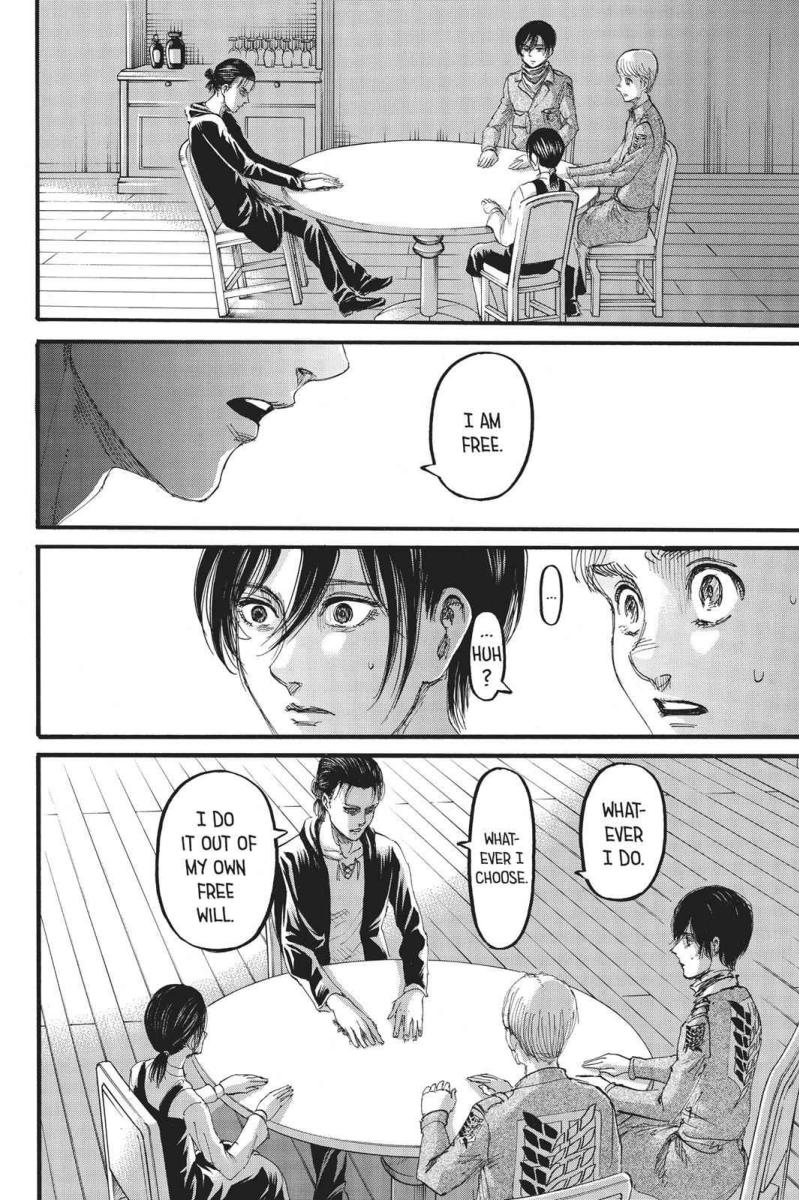 I AM
FREE.
...
...
HUH
?
WHAT-
EVER
I DO.
WHAT-
EVER I
CHOOSE.
I DO
IT OUT OF
MY OWN
FREE
WILL.